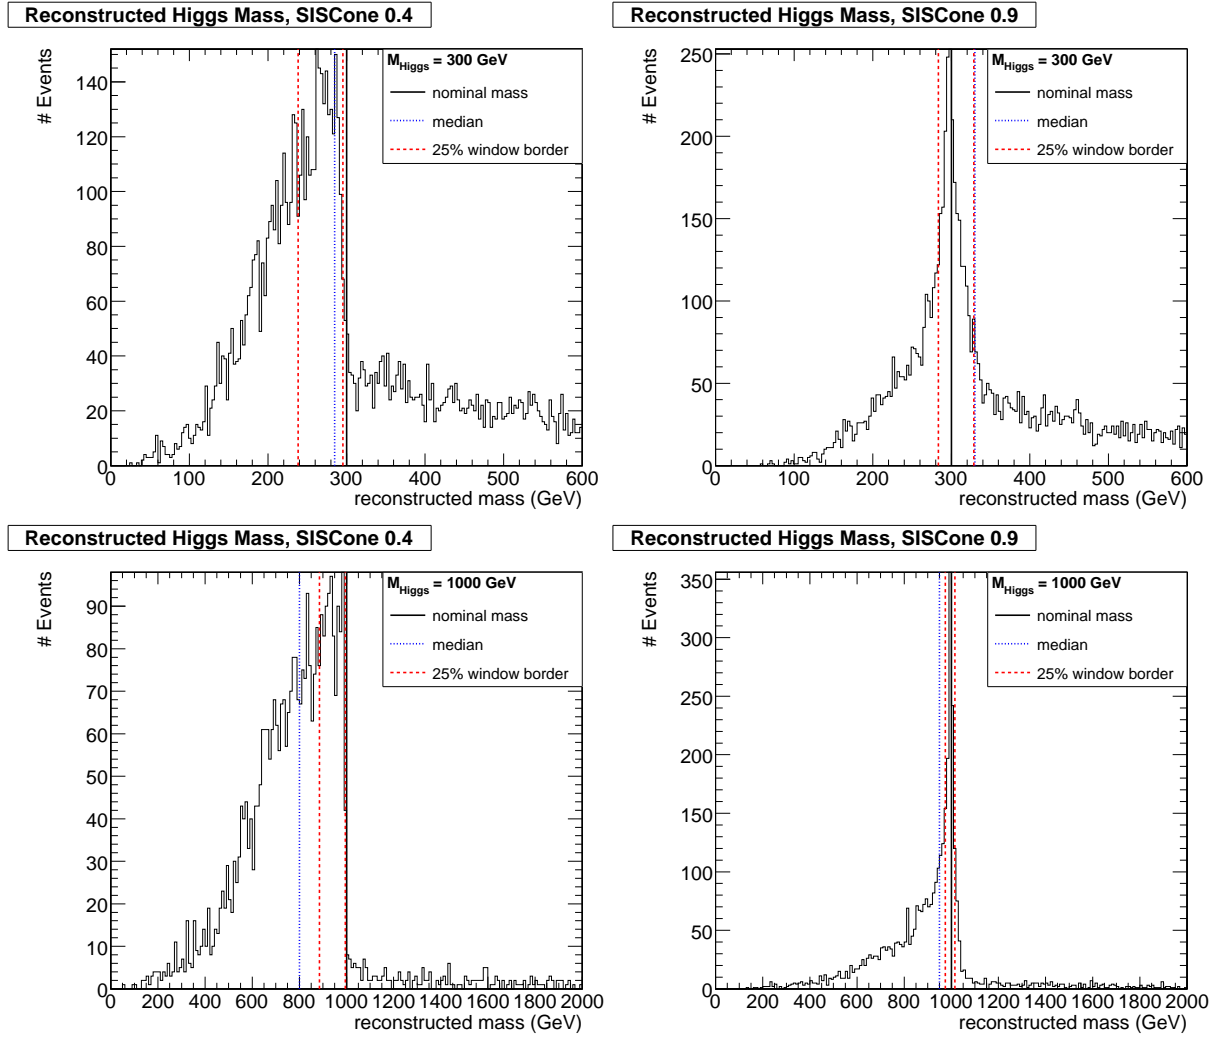 Reconstructed Higgs Mass, SISCone 0.4
# Events
140
120
100
80
60
40
20
0
0 100 200 300 400 500 600
reconstructed mass (GeV)
M_Higgs = 300 GeV
nominal mass
median
25% window border
Reconstructed Higgs Mass, SISCone 0.9
# Events
250
200
150
100
50
0
0 100 200 300 400 500 600
reconstructed mass (GeV)
M_Higgs = 300 GeV
nominal mass
median
25% window border
Reconstructed Higgs Mass, SISCone 0.4
# Events
90
80
70
60
50
40
30
20
10
0
0 200 400 600 800 1000 1200 1400 1600 1800 2000
reconstructed mass (GeV)
M_Higgs = 1000 GeV
nominal mass
median
25% window border
Reconstructed Higgs Mass, SISCone 0.9
# Events
350
300
250
200
150
100
50
0
0 200 400 600 800 1000 1200 1400 1600 1800 2000
reconstructed mass (GeV)
M_Higgs = 1000 GeV
nominal mass
median
25% window border